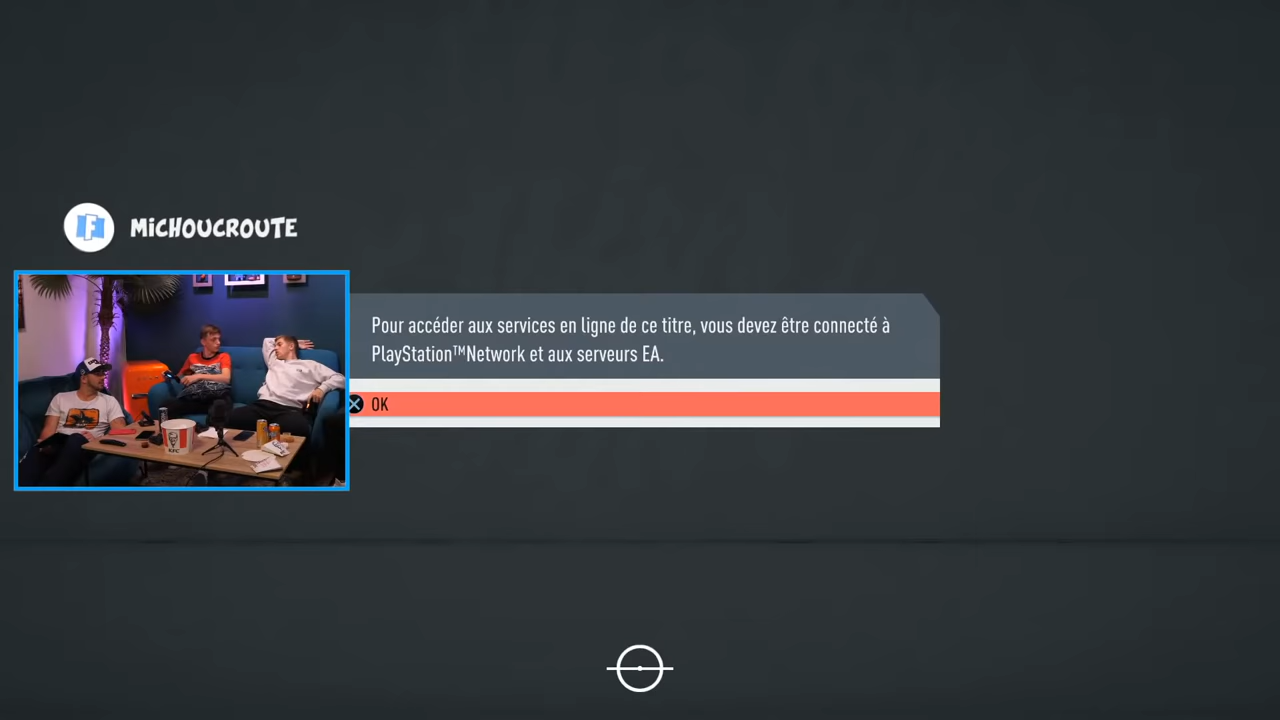 MiCHOUCROUTE
Pour accéder aux services en ligne de ce titre, vous devez être connecté à
PlayStation™Network et aux serveurs EA.
OK
KFC